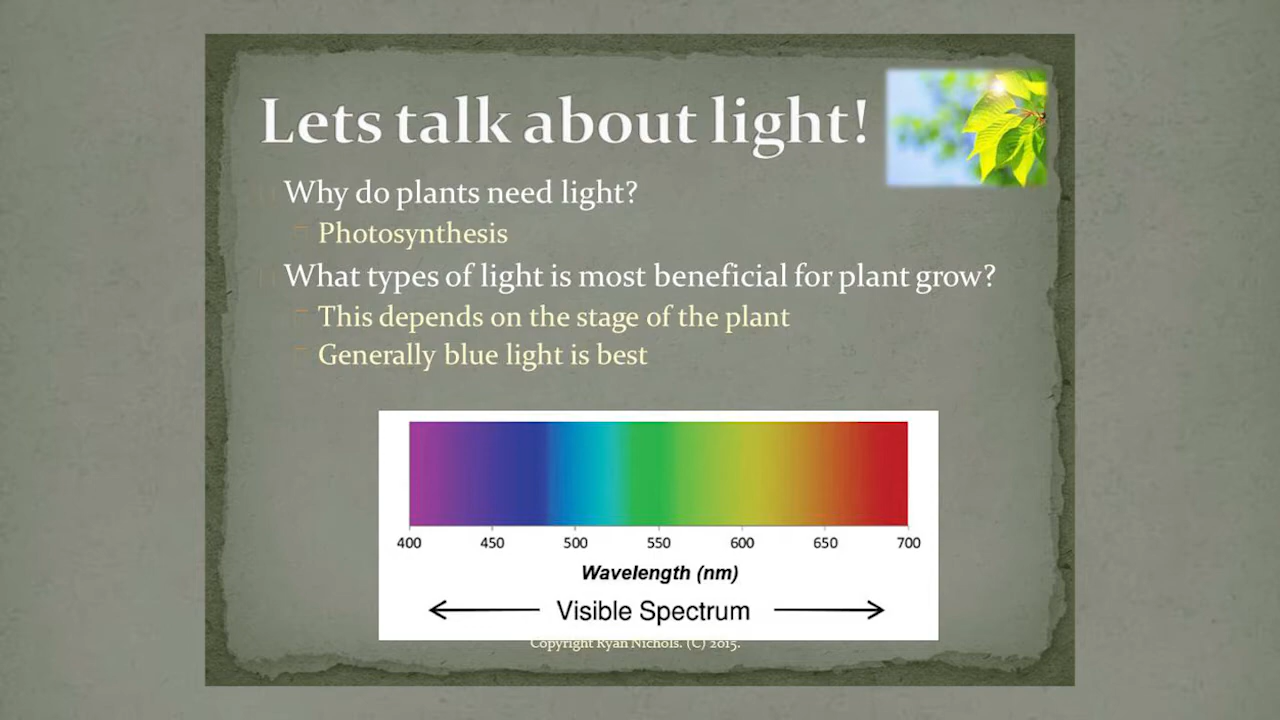 Lets talk about light!
Why do plants need light?
Photosynthesis
What types of light is most beneficial for plant grow?
This depends on the stage of the plant
Generally blue light is best
400 450 500 550 600 650 700
Wavelength (nm)
Visible Spectrum
Copyright Ryan Nichols. (C) 2015.